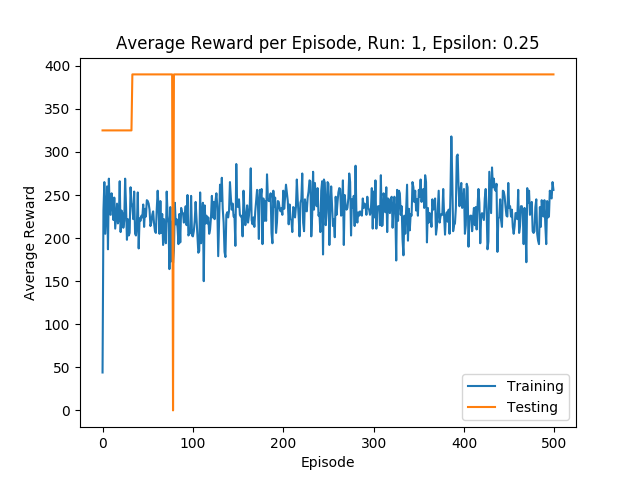 Average Reward per Episode, Run: 1, Epsilon: 0.25
400
350
300
250
200
150
100
50
0
Average Reward
0 100 200 300 400 500
Episode
Training
Testing